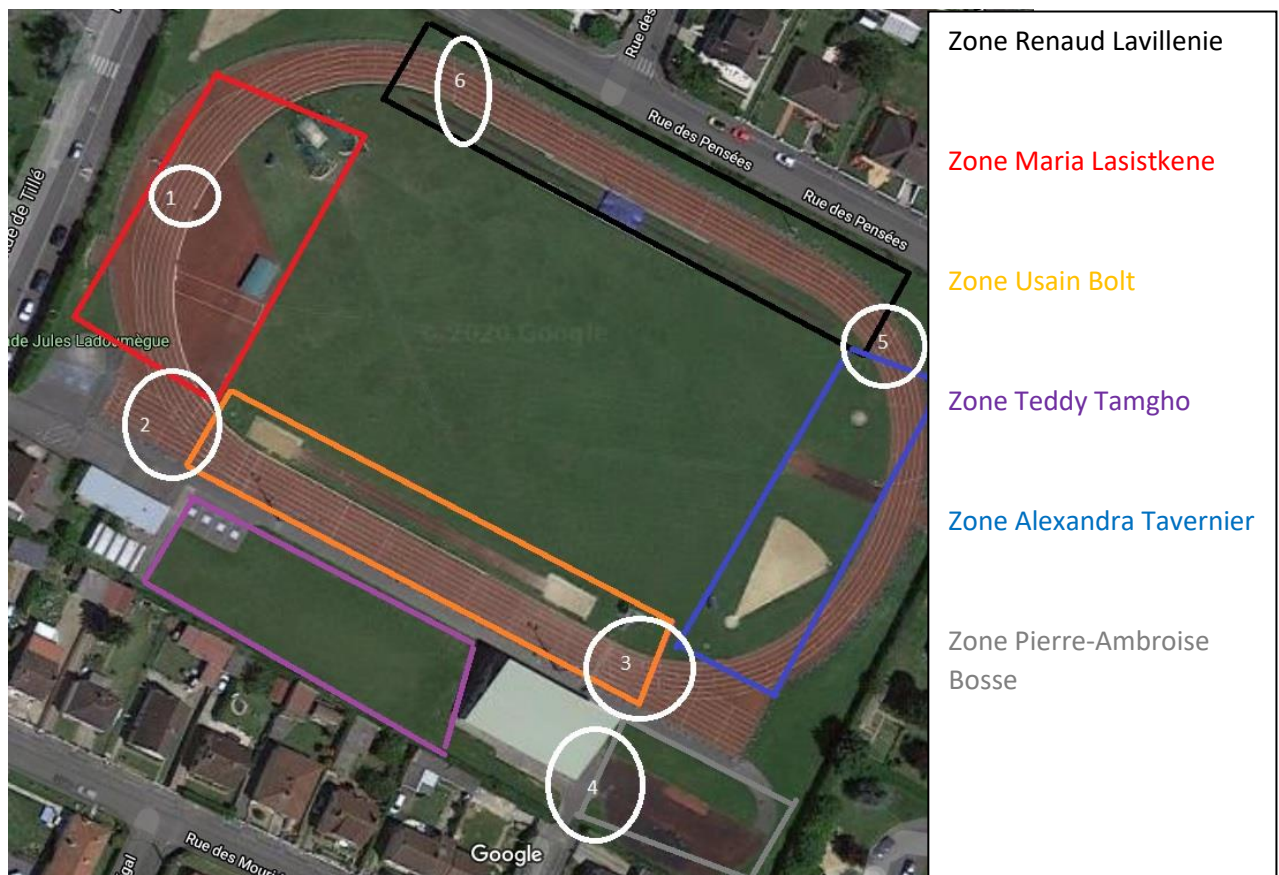 Zone Renaud Lavillenie
Zone Maria Lasistkene
Zone Usain Bolt
Zone Teddy Tamgho
Zone Alexandra Tavernier
Zone Pierre-Ambroise
Bosse
6
Rue des
Rue des Pensées
Rue des Pensées
1
de Tillé
© 2020 Google
5
de Jules Ladoumègue
2
3
4
Google
Rue des Mouri